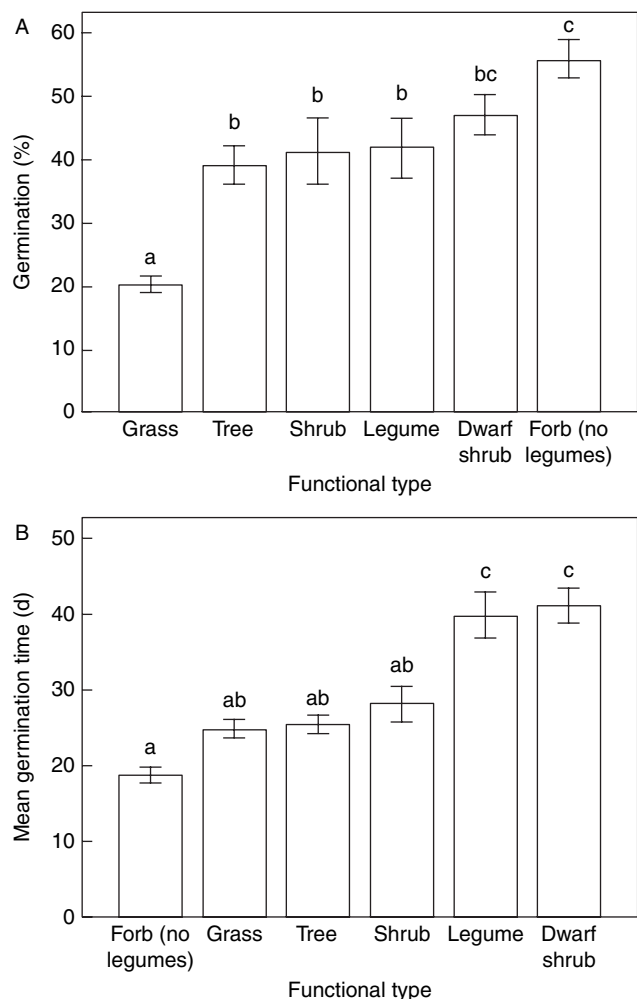 A
Germination (%)
60
50
40
30
20
10
0
a
b
b
b
bc
c
Grass Tree Shrub Legume Dwarf shrub Forb (no legumes)
Functional type
B
Mean germination time (d)
50
40
30
20
10
0
a
ab
ab
ab
c
c
Forb (no legumes) Grass Tree Shrub Legume Dwarf shrub
Functional type